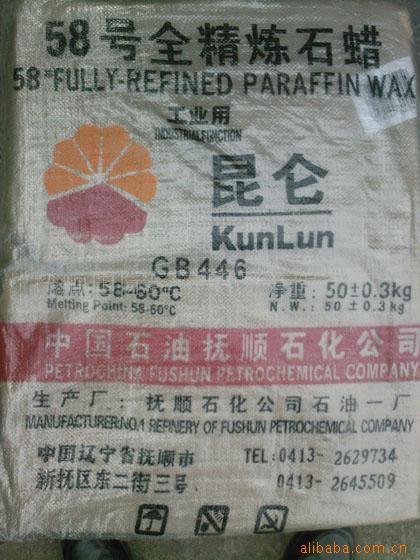 58号全精炼石蜡
58#FULLY-REFINED PARAFFIN WAX
工业用
INDUSTRIAL FUNCTION
昆仑
KunLun
GB446
熔点: 58-60℃ 净重: 50±0.3kg
Melting Point: 58-60℃ N.W.: 50 ± 0.3kg
中国石油抚顺石化公司
PETROCHINA FUSHUN PETROCHEMICAL COMPANY
生产厂: 抚顺石化公司石油一厂
MANUFACTURER:NO.1 REFINERY OF FUSHUN PETROCHEMICAL COMPANY
中国辽宁省抚顺市 TEL: 0413-2629734
新抚区东二街三号 0413-2645509
alibaba.com.cn